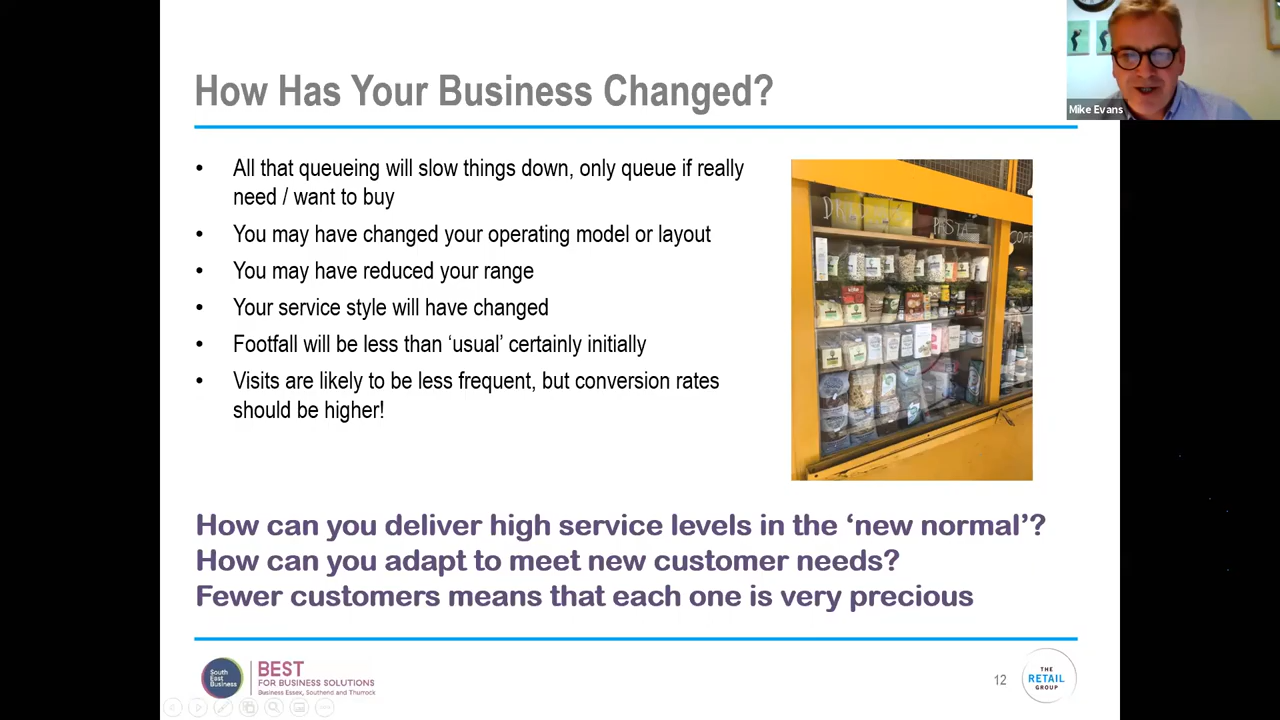 How Has Your Business Changed?
Mike Evans
• All that queueing will slow things down, only queue if really
need / want to buy
• You may have changed your operating model or layout
• You may have reduced your range
• Your service style will have changed
• Footfall will be less than ‘usual’ certainly initially
• Visits are likely to be less frequent, but conversion rates
should be higher!
PASTA
How can you deliver high service levels in the ‘new normal’?
How can you adapt to meet new customer needs?
Fewer customers means that each one is very precious
South
East
Business
BEST
FOR BUSINESS SOLUTIONS
Business Essex, Southend and Thurrock
12
THE
RETAIL
GROUP